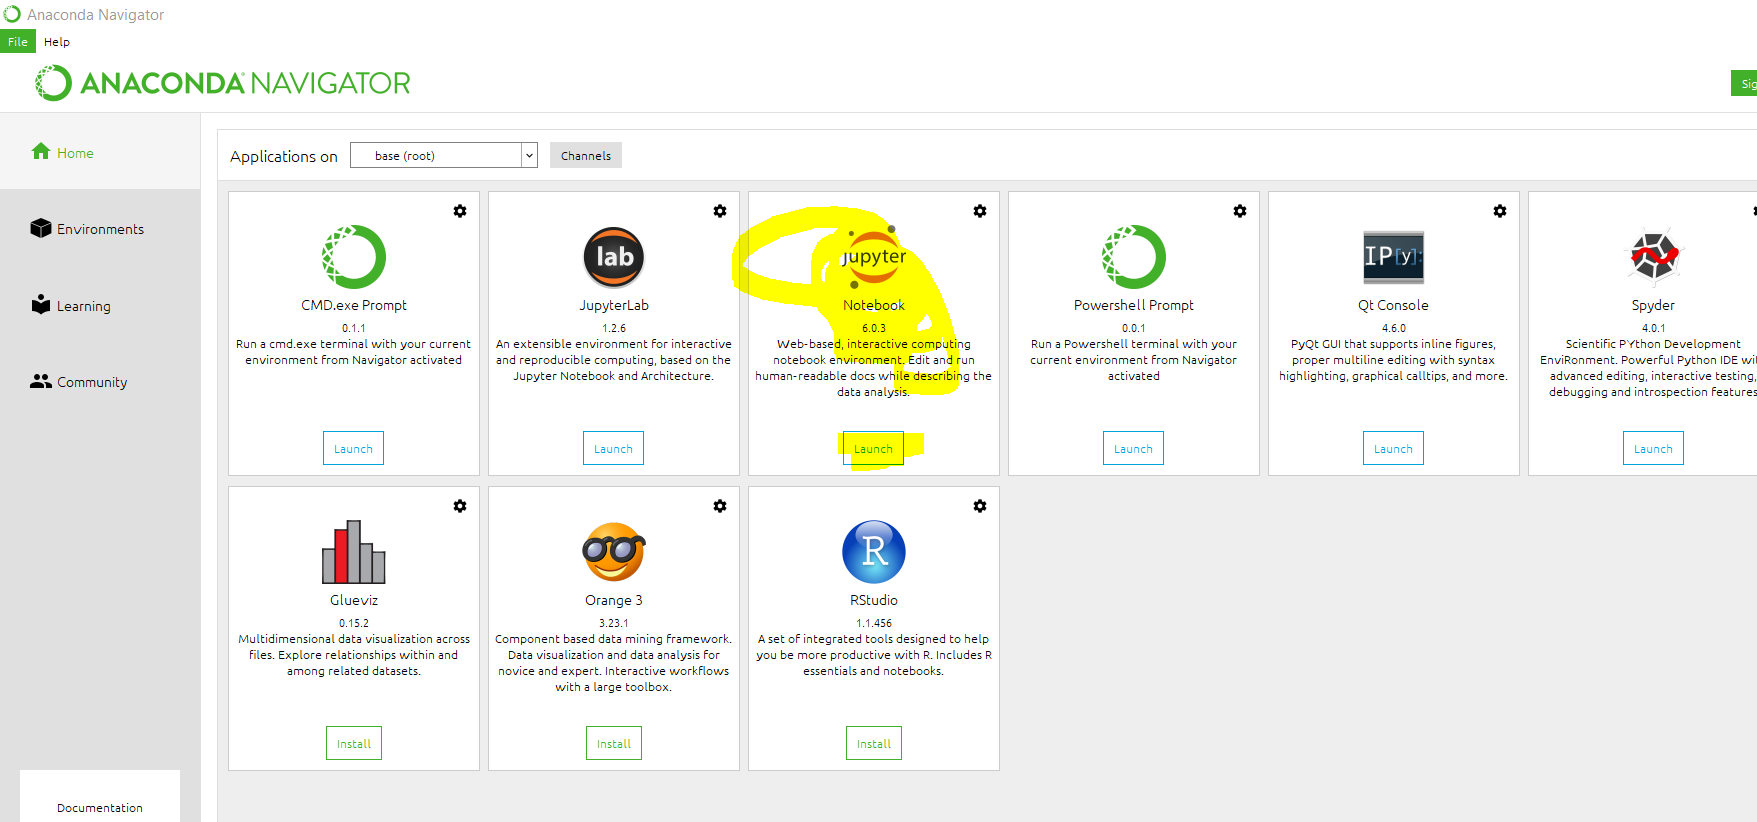 Anaconda Navigator
File Help
ANACONDA NAVIGATOR
Sig
Home
Environments
Learning
Community
Documentation
Applications on base (root) Channels
CMD.exe Prompt
0.1.1
Run a cmd.exe terminal with your current
environment from Navigator activated
Launch
lab
JupyterLab
1.2.6
An extensible environment for interactive
and reproducible computing, based on the
Jupyter Notebook and Architecture.
Launch
jupyter
Notebook
6.0.3
Web-based, interactive computing
notebook environment. Edit and run
human-readable docs while describing the
data analysis.
Launch
Powershell Prompt
0.0.1
Run a Powershell terminal with your
current environment from Navigator
activated
Launch
IP[y]:
Qt Console
4.6.0
PyQt GUI that supports inline figures,
proper multiline editing with syntax
highlighting, graphical calltips, and more.
Launch
Spyder
4.0.1
Scientific PYthon Development
EnviRonment. Powerful Python IDE wi
advanced editing, interactive testing,
debugging and introspection features
Launch
Glueviz
0.15.2
Multidimensional data visualization across
files. Explore relationships within and
among related datasets.
Install
Orange 3
3.23.1
Component based data mining framework.
Data visualization and data analysis for
novice and expert. Interactive workflows
with a large toolbox.
Install
R
RStudio
1.1.456
A set of integrated tools designed to help
you be more productive with R. Includes R
essentials and notebooks.
Install